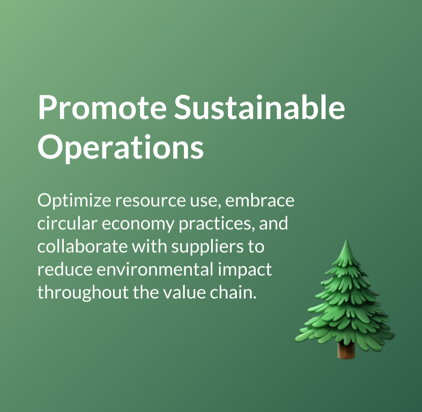 Promote Sustainable
Operations
Optimize resource use, embrace
circular economy practices, and
collaborate with suppliers to
reduce environmental impact
throughout the value chain.